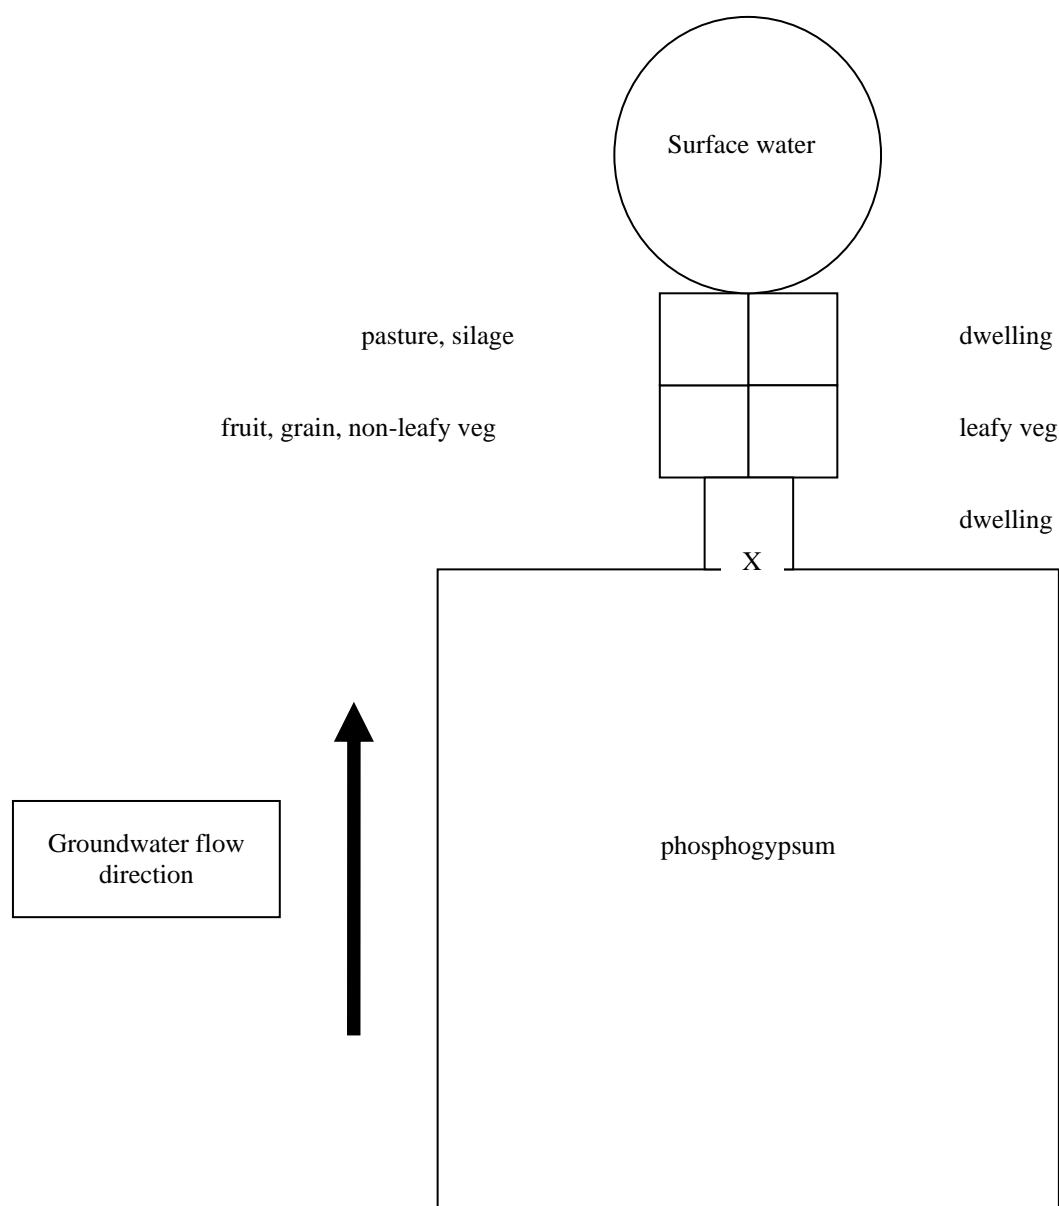 Surface water
pasture, silage
dwelling
fruit, grain, non-leafy veg
leafy veg
dwelling
X
Groundwater flow
direction
phosphogypsum